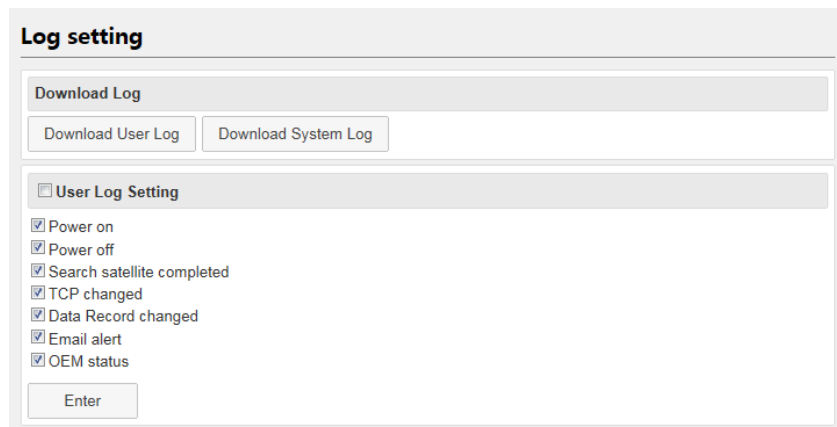 Log setting
Download Log
Download User Log Download System Log
User Log Setting
Power on
Power off
Search satellite completed
TCP changed
Data Record changed
Email alert
OEM status
Enter